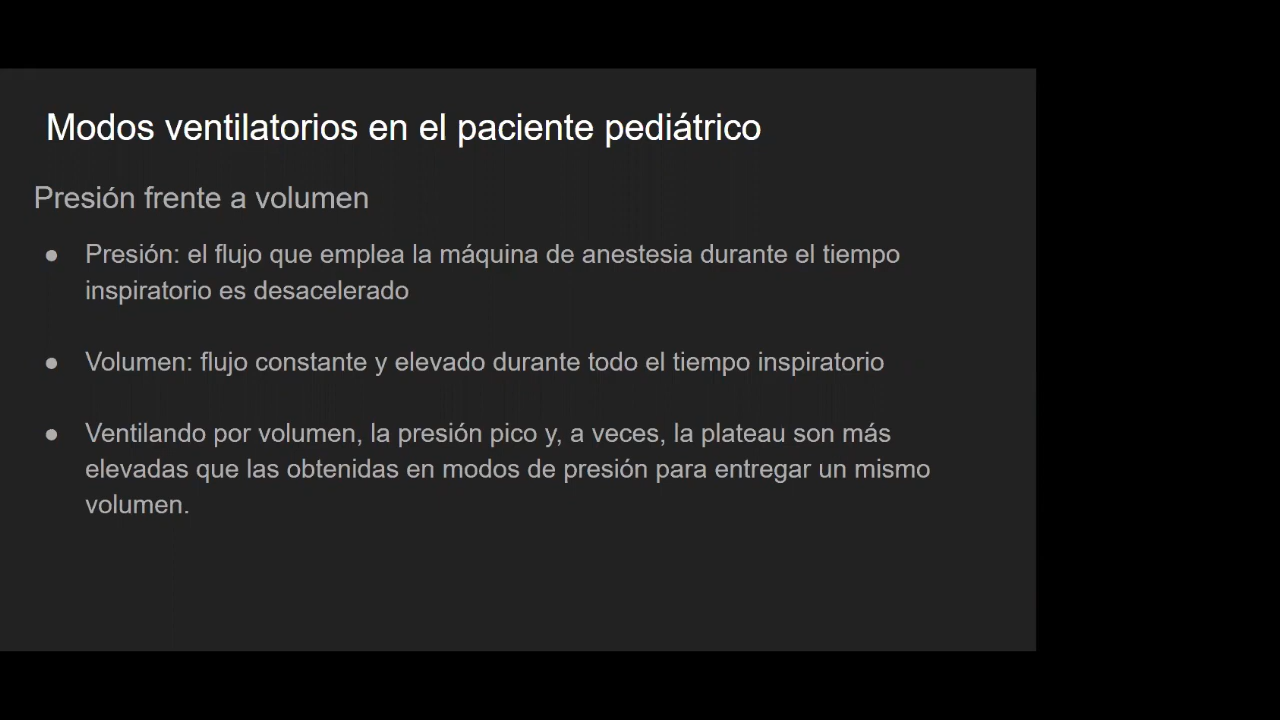 Modos ventilatorios en el paciente pediátrico
Presión frente a volumen
● Presión: el flujo que emplea la máquina de anestesia durante el tiempo
inspiratorio es desacelerado
● Volumen: flujo constante y elevado durante todo el tiempo inspiratorio
● Ventilando por volumen, la presión pico y, a veces, la plateau son más
elevadas que las obtenidas en modos de presión para entregar un mismo
volumen.